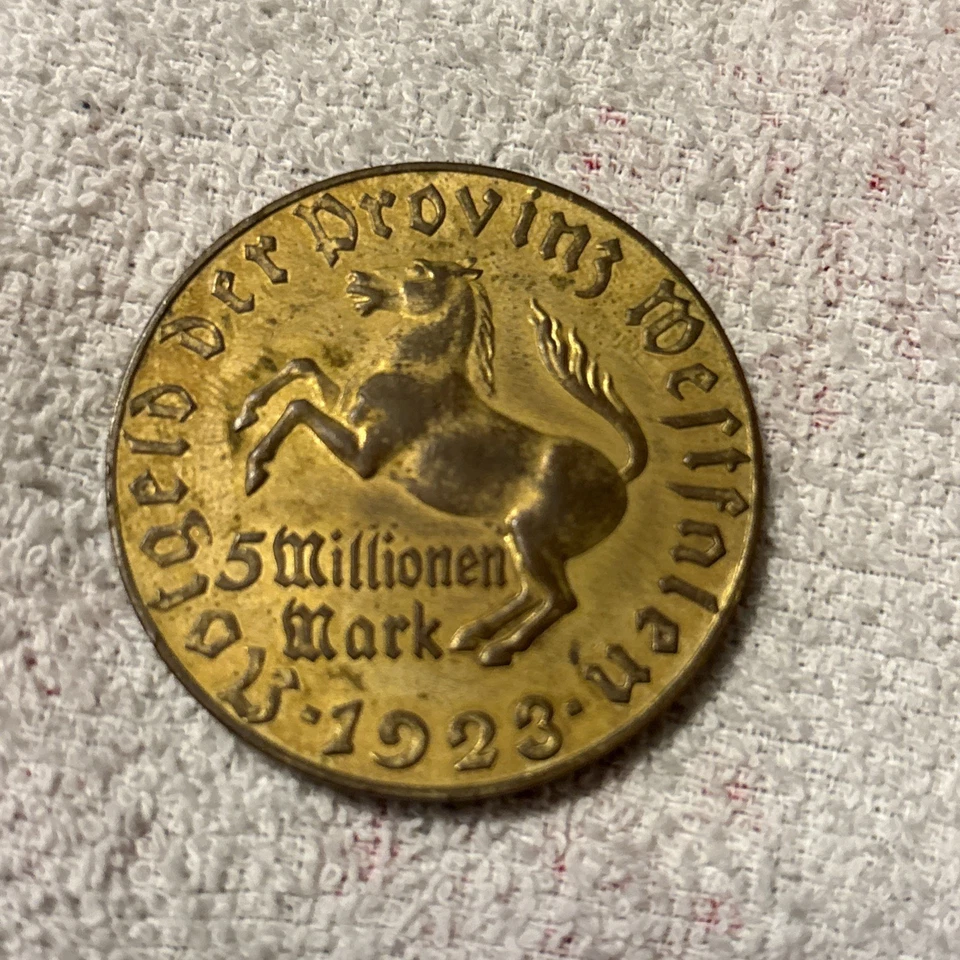 Notgeld der Provinz Westfalen
5 Millionen
Mark
·1923·